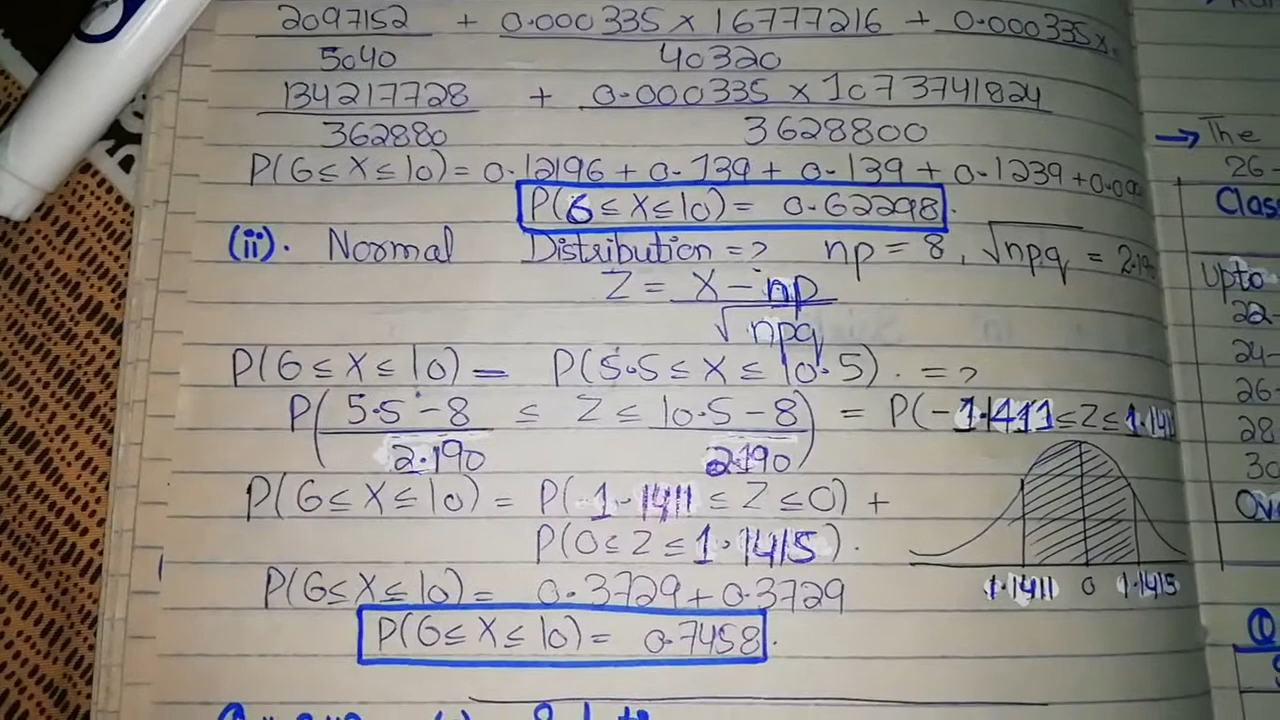 2097152 + 0.000335 x 16777216 + 0.000335x
5040 40320
134217728 + 0.000335 x 1073741824
362880 3628800
P(6≤X≤10)= 0.12196 + 0.139 + 0.139 + 0.1239 +0.0
P(6≤X≤10)= 0.62298.
(ii). Normal Distribution => np = 8, √npq = 2.19
Z = X - np
√npq
P(6≤X≤10) = P(5.5≤X≤10.5). =>
P(5.5-8 ≤ Z ≤ 10.5-8) = P(-1.1411≤Z≤1.141
2.190 2.190
P(6≤X≤10) = P(-1.1411 ≤ Z ≤0) +
P(0≤Z≤1.1415).
1.1411 0 1.1415
P(6≤X≤10)= 0.3729+0.3729
P(6≤X≤10)= 0.7458.
→ The
26-
Clas
Upto
22-
24-
26-
28
30